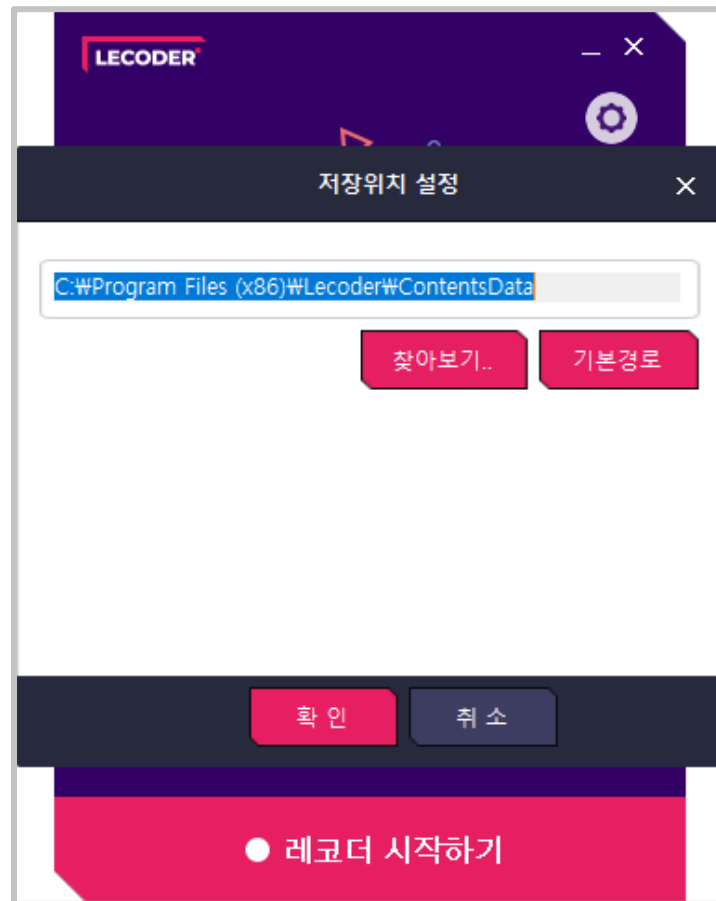 LECODER
저장위치 설정
C:₩Program Files (x86)₩Lecoder₩ContentsData
찾아보기.. 기본경로
확 인 취 소
레코더 시작하기